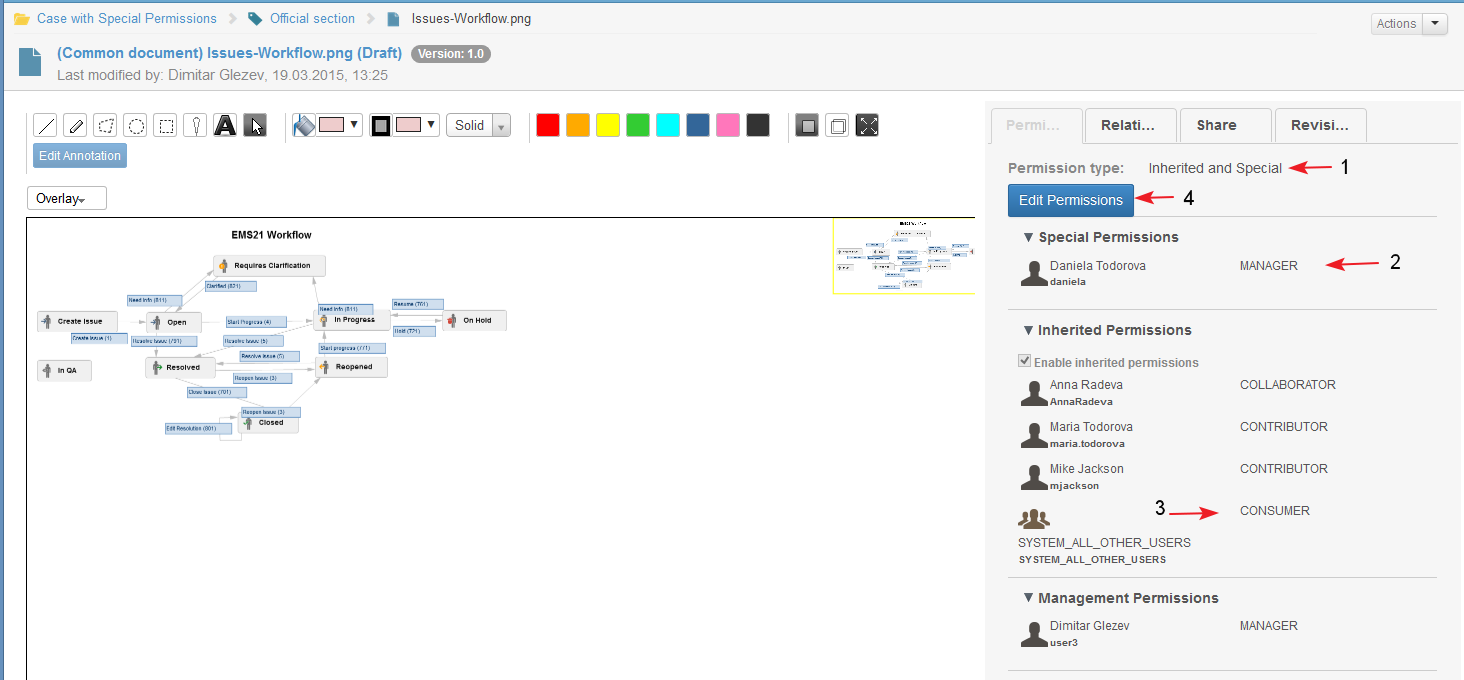 Case with Special Permissions Official section Issues-Workflow.png
Actions
(Common document) Issues-Workflow.png (Draft) Version: 1.0
Last modified by: Dimitar Glezev, 19.03.2015, 13:25
A Solid
Edit Annotation
Overlay
EMS21 Workflow
Requires Clarification
Clarified (821)
Need info (811)
Create Issue
Open
Start Progress (4)
Need info (811)
In Progress
Resume (761)
On Hold
Hold (721)
Create Issue (1)
Resolve Issue (791)
Resolve Issue (5)
Start progress (771)
Resolve Issue (5)
In QA
Resolved
Reopened
Reopen Issue (3)
Close Issue (701)
Reopen Issue (3)
Closed
Edit Resolution (801)
Permi... Relati... Share Revisi...
Permission type: Inherited and Special 1
Edit Permissions 4
Special Permissions
Daniela Todorova MANAGER 2
daniela
Inherited Permissions
Enable inherited permissions
Anna Radeva COLLABORATOR
AnnaRadeva
Maria Todorova CONTRIBUTOR
maria.todorova
Mike Jackson CONTRIBUTOR
mjackson
3 CONSUMER
SYSTEM_ALL_OTHER_USERS
SYSTEM_ALL_OTHER_USERS
Management Permissions
Dimitar Glezev MANAGER
user3